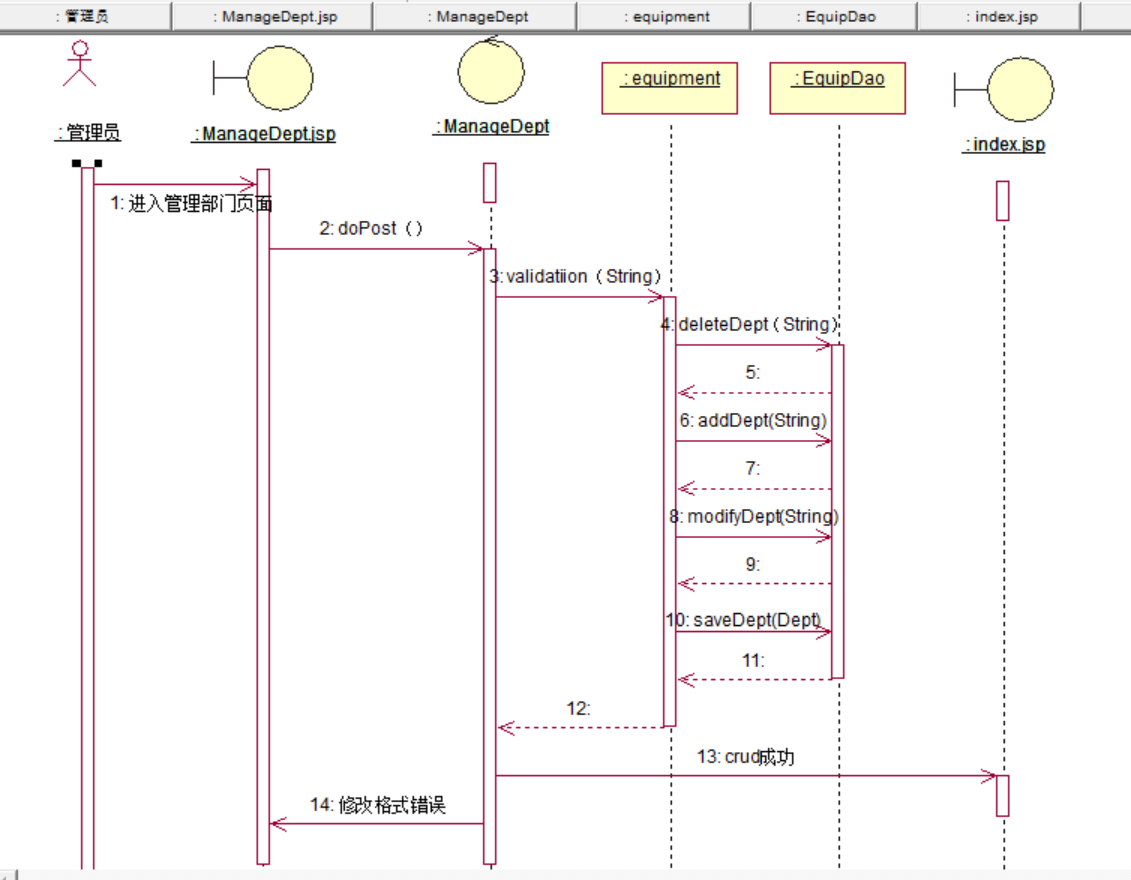 : 管理员
: ManageDept.jsp
: ManageDept
: equipment
: EquipDao
: index.jsp
: 管理员
: ManageDept.jsp
: ManageDept
: equipment
: EquipDao
: index.jsp
1: 进入管理部门页面
2: doPost（）
3: validatiion（String）
4: deleteDept（String）
5:
6: addDept(String)
7:
8: modifyDept(String)
9:
10: saveDept(Dept)
11:
12:
13: crud成功
14: 修改格式错误